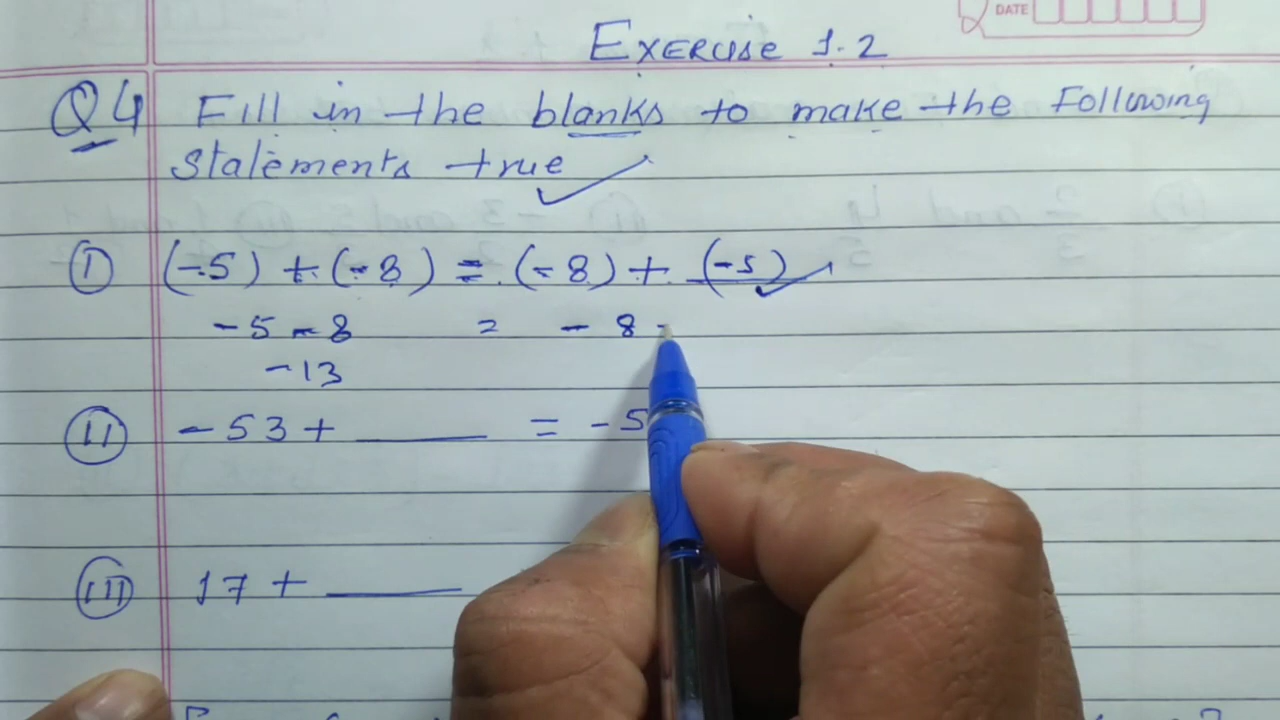 DATE
Exercise 1.2
Q4 Fill in the blanks to make the Following
Statements true
(I) (-5) + (-8) = (-8) + (-5)
-5 - 8 = - 8 -
-13
(II) -53 + ______ = -5
(III) 17 + ______